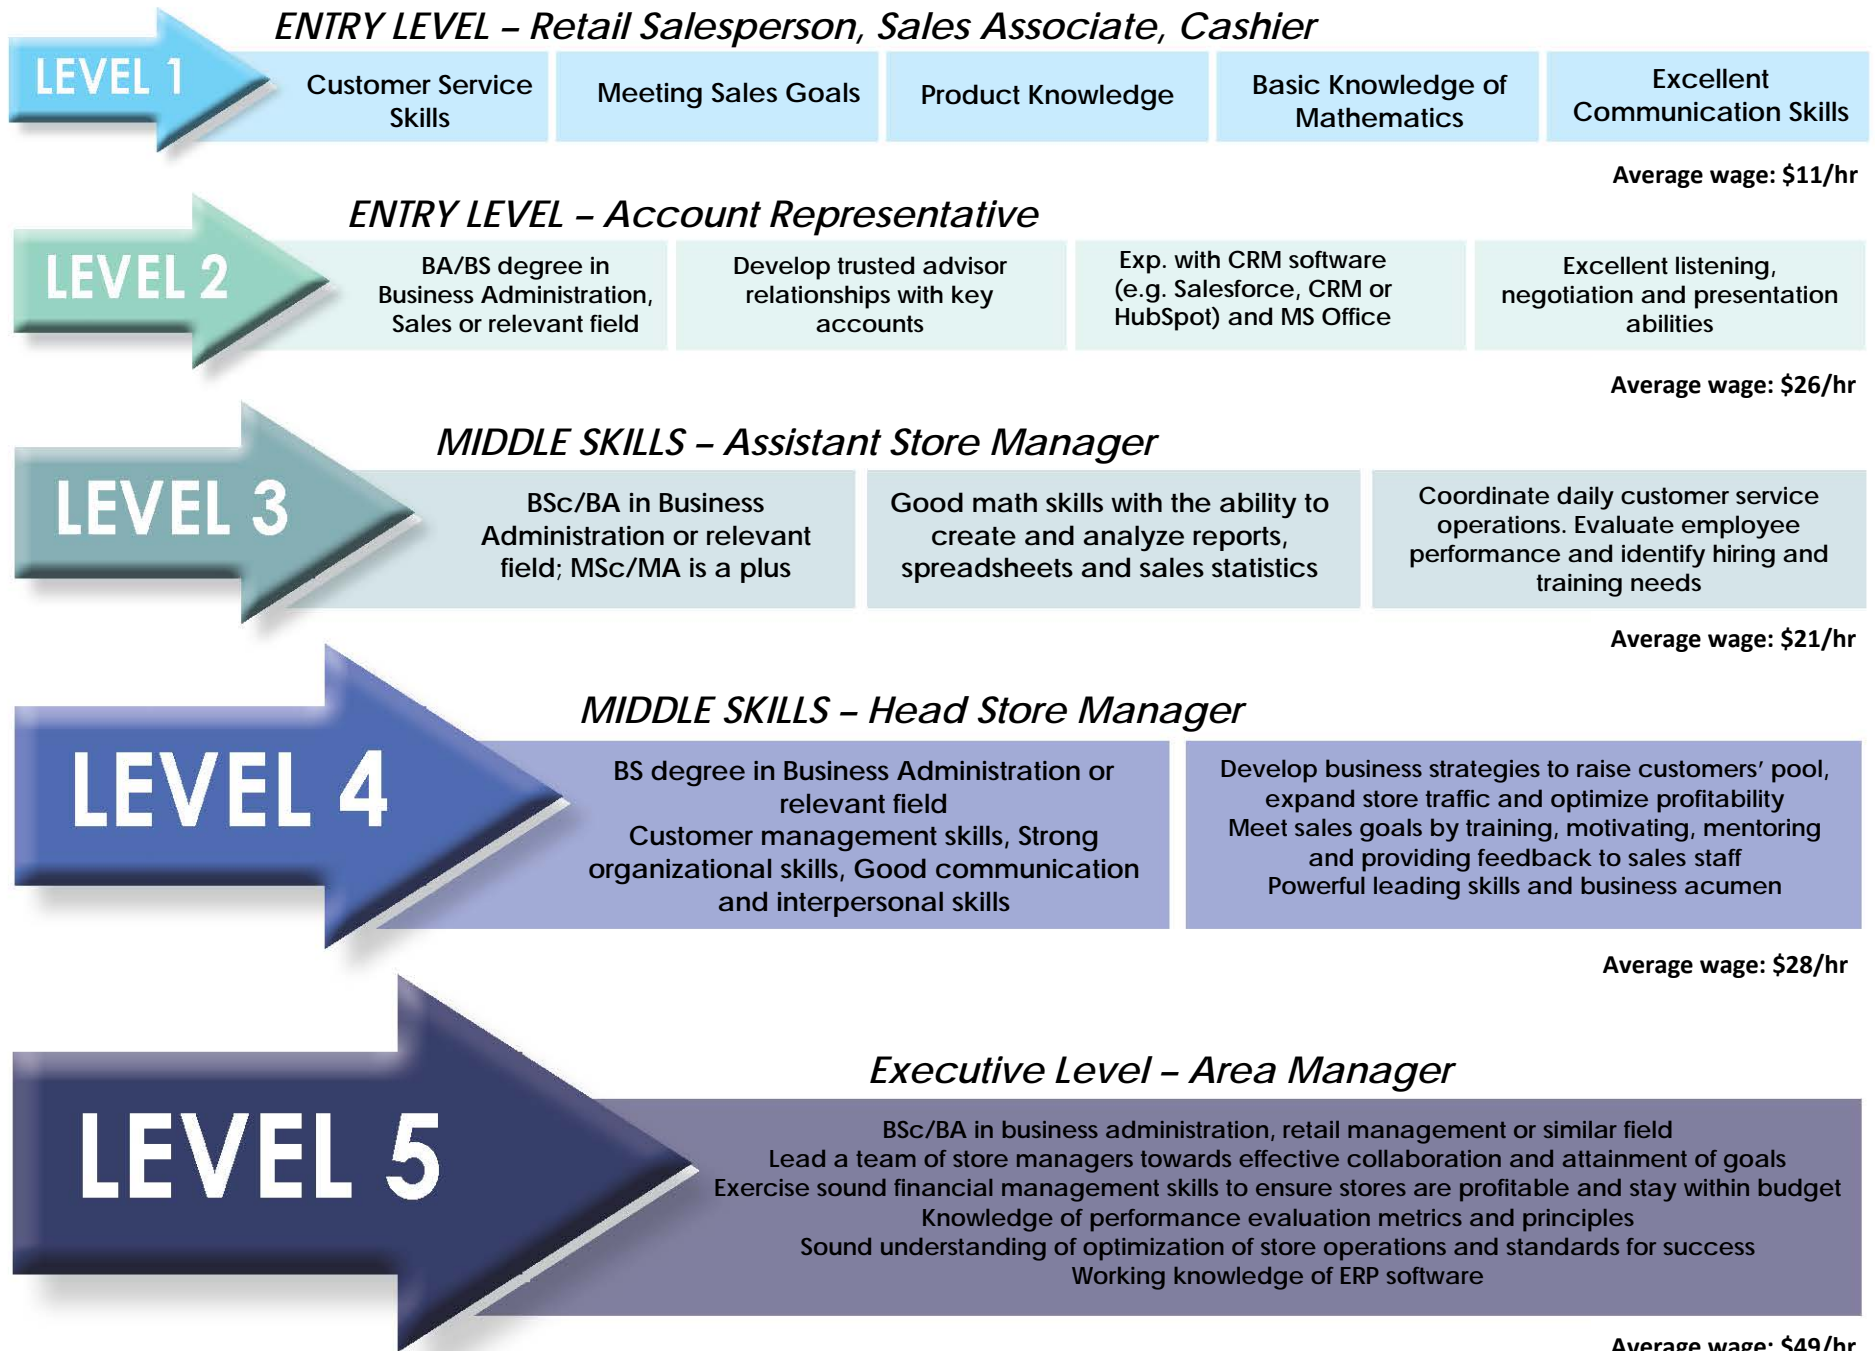 ENTRY LEVEL – Retail Salesperson, Sales Associate, Cashier
LEVEL 1
Customer Service
Skills
Meeting Sales Goals
Product Knowledge
Basic Knowledge of
Mathematics
Excellent
Communication Skills
Average wage: $11/hr
ENTRY LEVEL – Account Representative
LEVEL 2
BA/BS degree in
Business Administration,
Sales or relevant field
Develop trusted advisor
relationships with key
accounts
Exp. with CRM software
(e.g. Salesforce, CRM or
HubSpot) and MS Office
Excellent listening,
negotiation and presentation
abilities
Average wage: $26/hr
MIDDLE SKILLS – Assistant Store Manager
LEVEL 3
BSc/BA in Business
Administration or relevant
field; MSc/MA is a plus
Good math skills with the ability to
create and analyze reports,
spreadsheets and sales statistics
Coordinate daily customer service
operations. Evaluate employee
performance and identify hiring and
training needs
Average wage: $21/hr
MIDDLE SKILLS – Head Store Manager
LEVEL 4
BS degree in Business Administration or
relevant field
Customer management skills, Strong
organizational skills, Good communication
and interpersonal skills
Develop business strategies to raise customers’ pool,
expand store traffic and optimize profitability
Meet sales goals by training, motivating, mentoring
and providing feedback to sales staff
Powerful leading skills and business acumen
Average wage: $28/hr
Executive Level – Area Manager
LEVEL 5
BSc/BA in business administration, retail management or similar field
Lead a team of store managers towards effective collaboration and attainment of goals
Exercise sound financial management skills to ensure stores are profitable and stay within budget
Knowledge of performance evaluation metrics and principles
Sound understanding of optimization of store operations and standards for success
Working knowledge of ERP software
Average wage: $49/hr